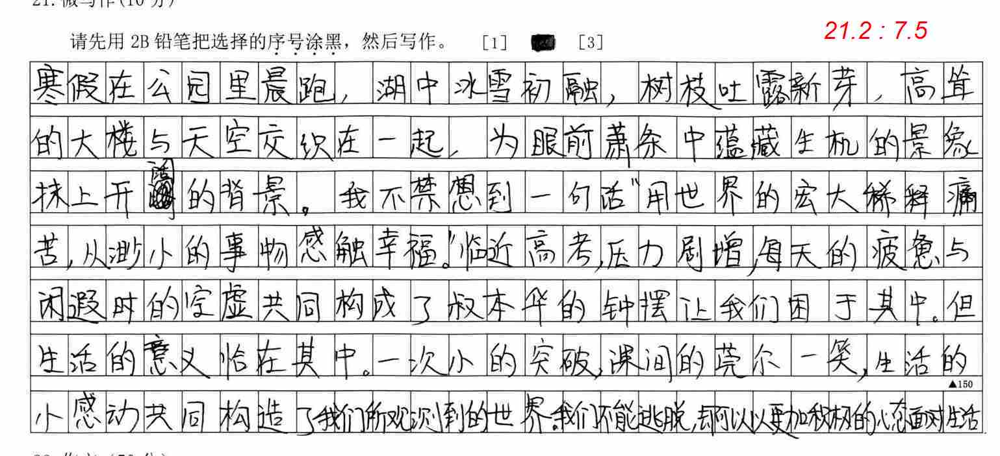 21.微写作(10分)
请先用 2B 铅笔把选择的序号涂黑，然后写作。 [1] [3]
21.2 : 7.5
寒假在公园里晨跑，湖中冰雪初融，树枝吐露新芽，高耸
的大楼与天空交织在一起，为眼前萧条中蕴藏生机的景象
抹上开阔的背景。我不禁想到一句话"用世界的宏大稀释痛
苦，从渺小的事物感触幸福。"临近高考，压力剧增，每天的疲惫与
闲遐时的空虚共同构成了叔本华的钟摆让我们困于其中。但
生活的意义恰在其中。一次小的突破，课间的莞尔一笑，生活的
▲150
小感动共同构造了我们所观测到的世界。我们不能逃脱，却可以以更加积极的心态面对生活